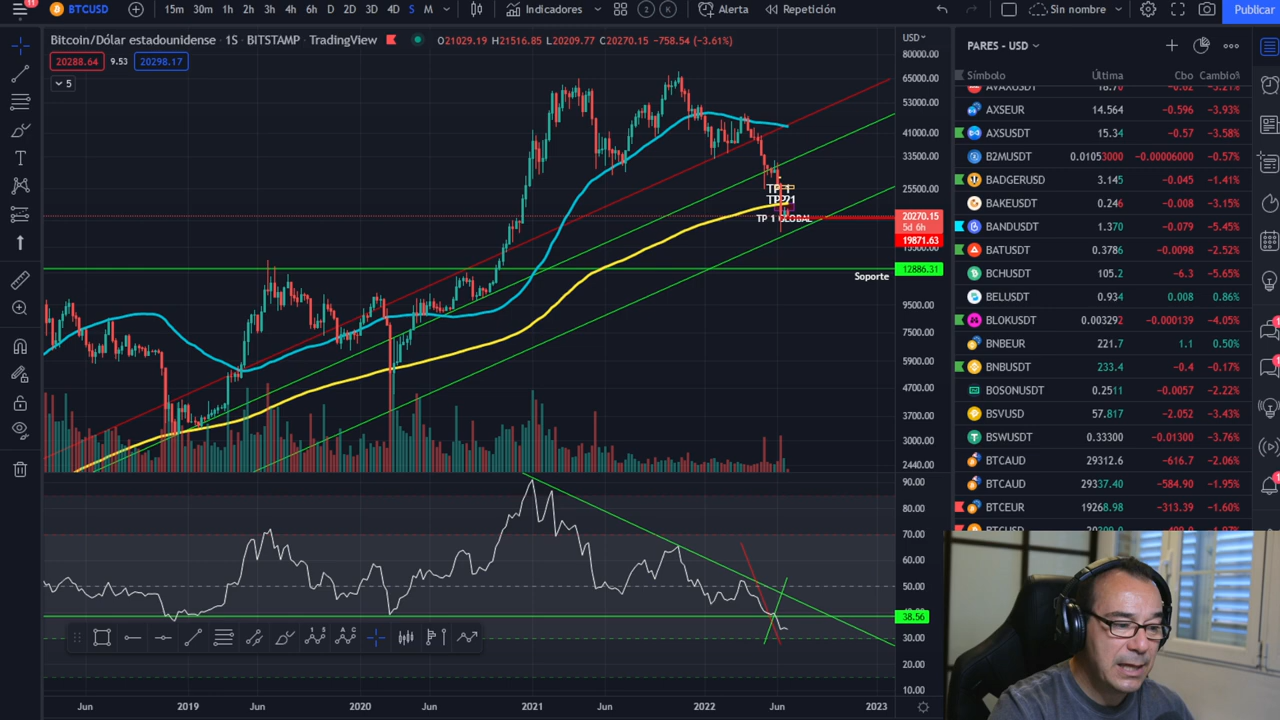 11
BTCUSD
15m 30m 1h 2h 3h 4h 6h D 2D 3D 4D S M
Indicadores
2
Alerta
Repetición
Sin nombre
Publicar
Bitcoin/Dólar estadounidense · 1S · BITSTAMP · TradingView
O21029.19 H21516.85 L20209.77 C20270.15 -758.54 (-3.61%)
20288.64 9.53 20298.17
5
USD
80000.00
65000.00
53000.00
41000.00
33500.00
25500.00
20270.15
5d 6h
19871.63
15500.00
12886.31
Soporte
9500.00
7500.00
5900.00
4700.00
3700.00
3000.00
2440.00
TP 1 GLOBAL
90.00
80.00
70.00
60.00
50.00
38.56
30.00
20.00
10.00
Jun 2019 Jun 2020 Jun 2021 Jun 2022 Jun 2023
PARES - USD
Símbolo Última Cbo Cambio%
AVAXUSDT -3.21%
AXSEUR 14.564 -0.596 -3.93%
AXSUSDT 15.34 -0.57 -3.58%
B2MUSDT 0.01053000 -0.00006000 -0.57%
BADGERUSD 3.145 -0.045 -1.41%
BAKEUSDT 0.246 -0.008 -3.15%
BANDUSDT 1.370 -0.079 -5.45%
BATUSDT 0.3786 -0.0098 -2.52%
BCHUSDT 105.2 -6.3 -5.65%
BELUSDT 0.934 0.008 0.86%
BLOKUSDT 0.003292 -0.000139 -4.05%
BNBEUR 221.7 1.1 0.50%
BNBUSDT 233.4 -0.4 -0.17%
BOSONUSDT 0.2511 -0.0057 -2.22%
BSVUSD 57.817 -2.052 -3.43%
BSWUSDT 0.33300 -0.01300 -3.76%
BTCAUD 29312.6 -616.7 -2.06%
BTCAUD 29337.40 -584.90 -1.95%
BTCEUR 19268.98 -313.39 -1.60%
BTCUSD